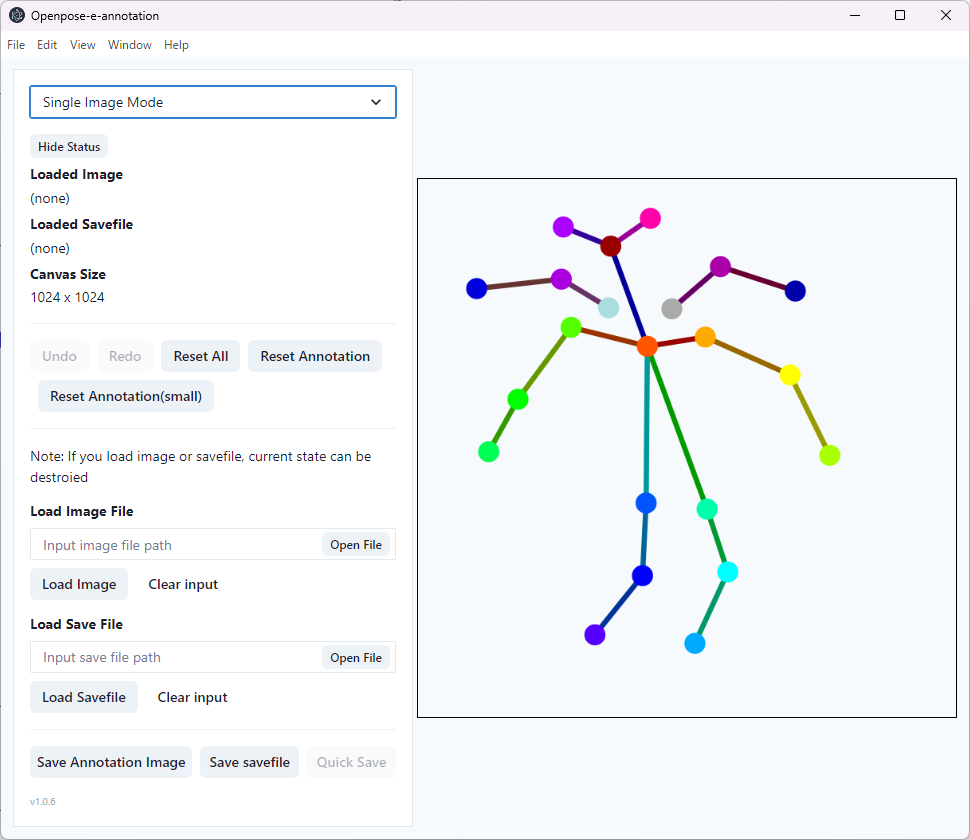 Openpose-e-annotation
File Edit View Window Help
Single Image Mode
Hide Status
Loaded Image
(none)
Loaded Savefile
(none)
Canvas Size
1024 x 1024
Undo Redo Reset All Reset Annotation
Reset Annotation(small)
Note: If you load image or savefile, current state can be
destroied
Load Image File
Input image file path Open File
Load Image Clear input
Load Save File
Input save file path Open File
Load Savefile Clear input
Save Annotation Image Save savefile Quick Save
v1.0.6